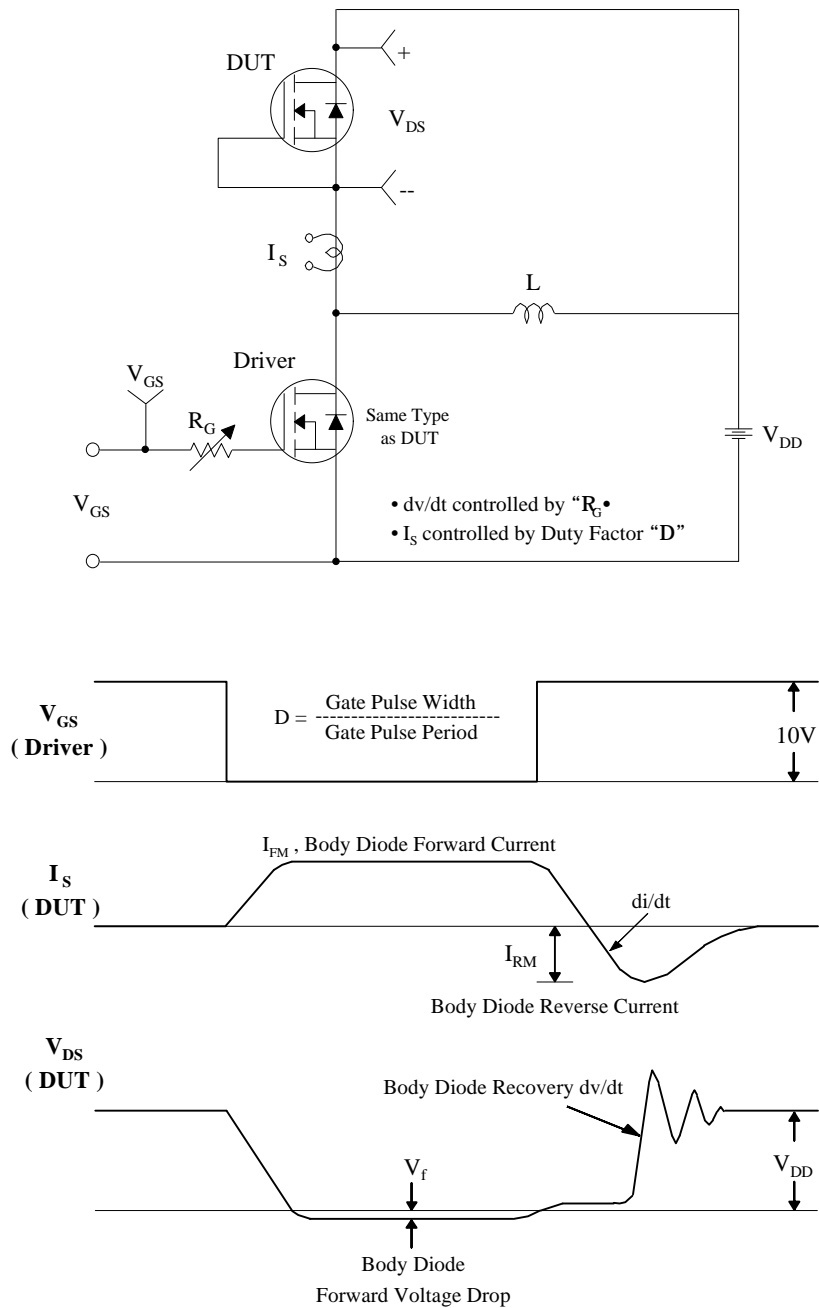 DUT
+
V_DS
--
I_S
L
Driver
V_GS
R_G
Same Type
as DUT
V_DD
V_GS
• dv/dt controlled by “R_G•
• I_S controlled by Duty Factor “D”
V_GS
( Driver )
D = Gate Pulse Width
Gate Pulse Period
10V
I_FM , Body Diode Forward Current
I_S
( DUT )
di/dt
I_RM
Body Diode Reverse Current
V_DS
( DUT )
Body Diode Recovery dv/dt
V_f
V_DD
Body Diode
Forward Voltage Drop